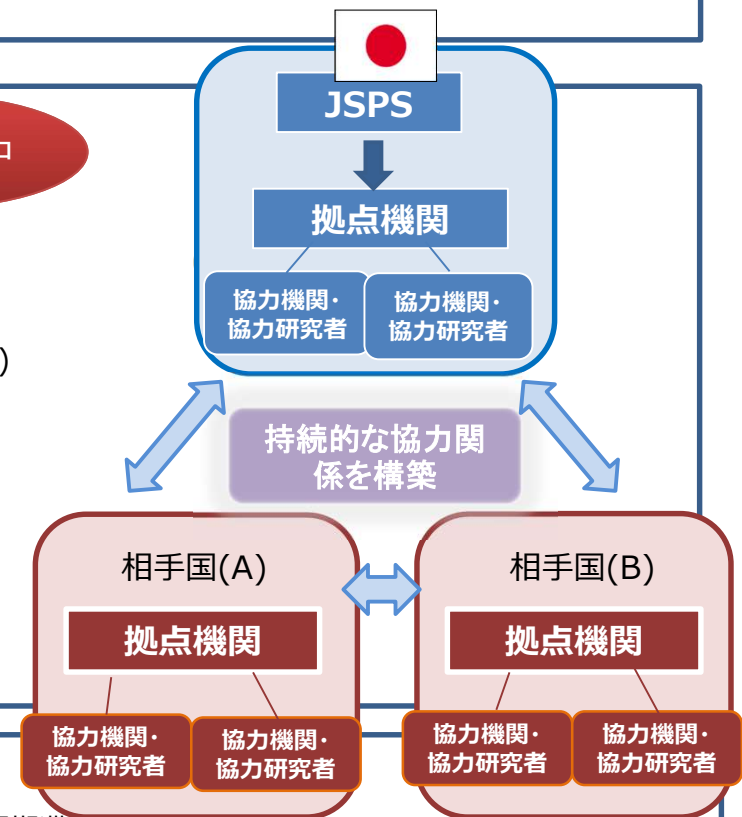 JSPS
ロ
拠点機関
協力機関・
協力研究者
協力機関・
協力研究者
)
持続的な協力関
係を構築
相手国(A)
相手国(B)
拠点機関
拠点機関
協力機関・
協力研究者
協力機関・
協力研究者
協力機関・
協力研究者
協力機関・
協力研究者